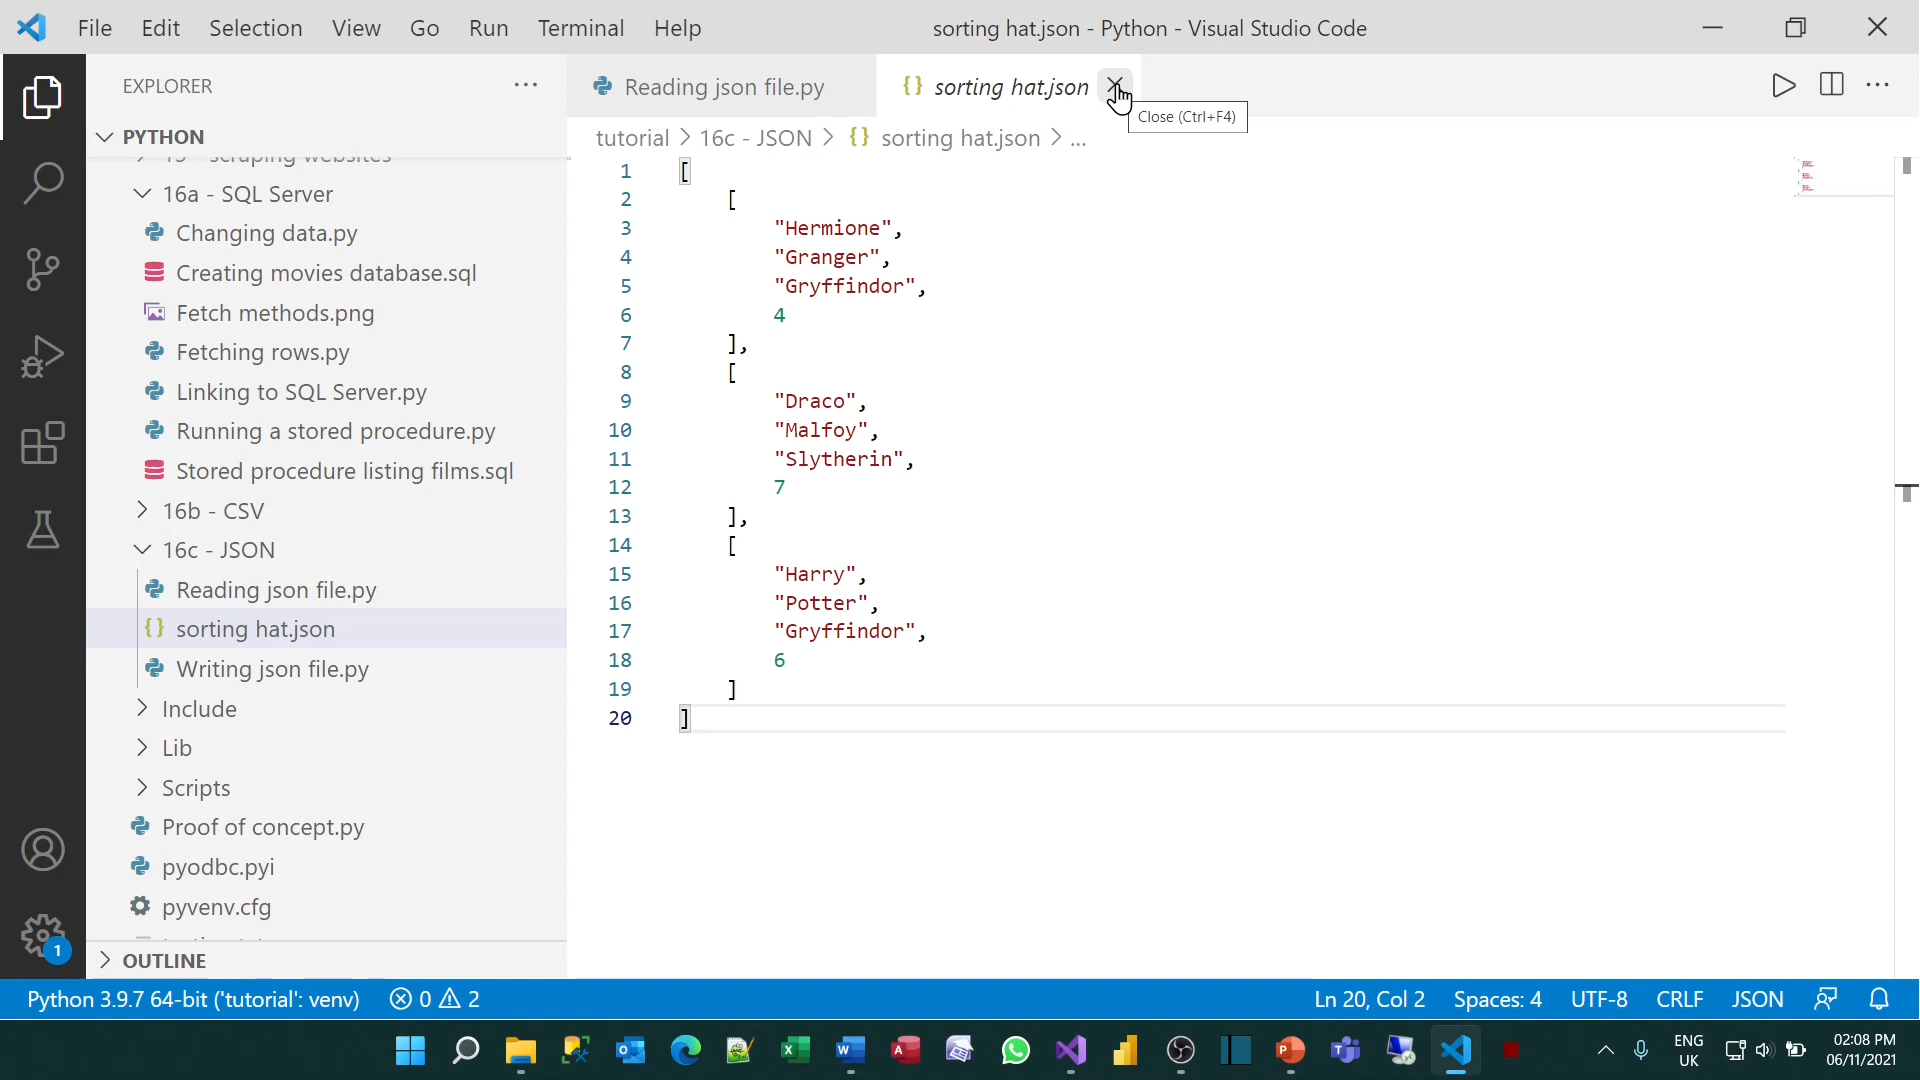 File Edit Selection View Go Run Terminal Help
sorting hat.json - Python - Visual Studio Code
EXPLORER
Reading json file.py
sorting hat.json
Close (Ctrl+F4)
PYTHON
tutorial > 16c - JSON > {} sorting hat.json > ...
16a - SQL Server
Changing data.py
Creating movies database.sql
Fetch methods.png
Fetching rows.py
Linking to SQL Server.py
Running a stored procedure.py
Stored procedure listing films.sql
16b - CSV
16c - JSON
Reading json file.py
sorting hat.json
Writing json file.py
Include
Lib
Scripts
Proof of concept.py
pyodbc.pyi
pyvenv.cfg
OUTLINE
1 [
2 [
3 "Hermione",
4 "Granger",
5 "Gryffindor",
6 4
7 ],
8 [
9 "Draco",
10 "Malfoy",
11 "Slytherin",
12 7
13 ],
14 [
15 "Harry",
16 "Potter",
17 "Gryffindor",
18 6
19 ]
20 ]
1
Python 3.9.7 64-bit ('tutorial': venv) 0 2 Ln 20, Col 2 Spaces: 4 UTF-8 CRLF JSON
ENG
UK
02:08 PM
06/11/2021